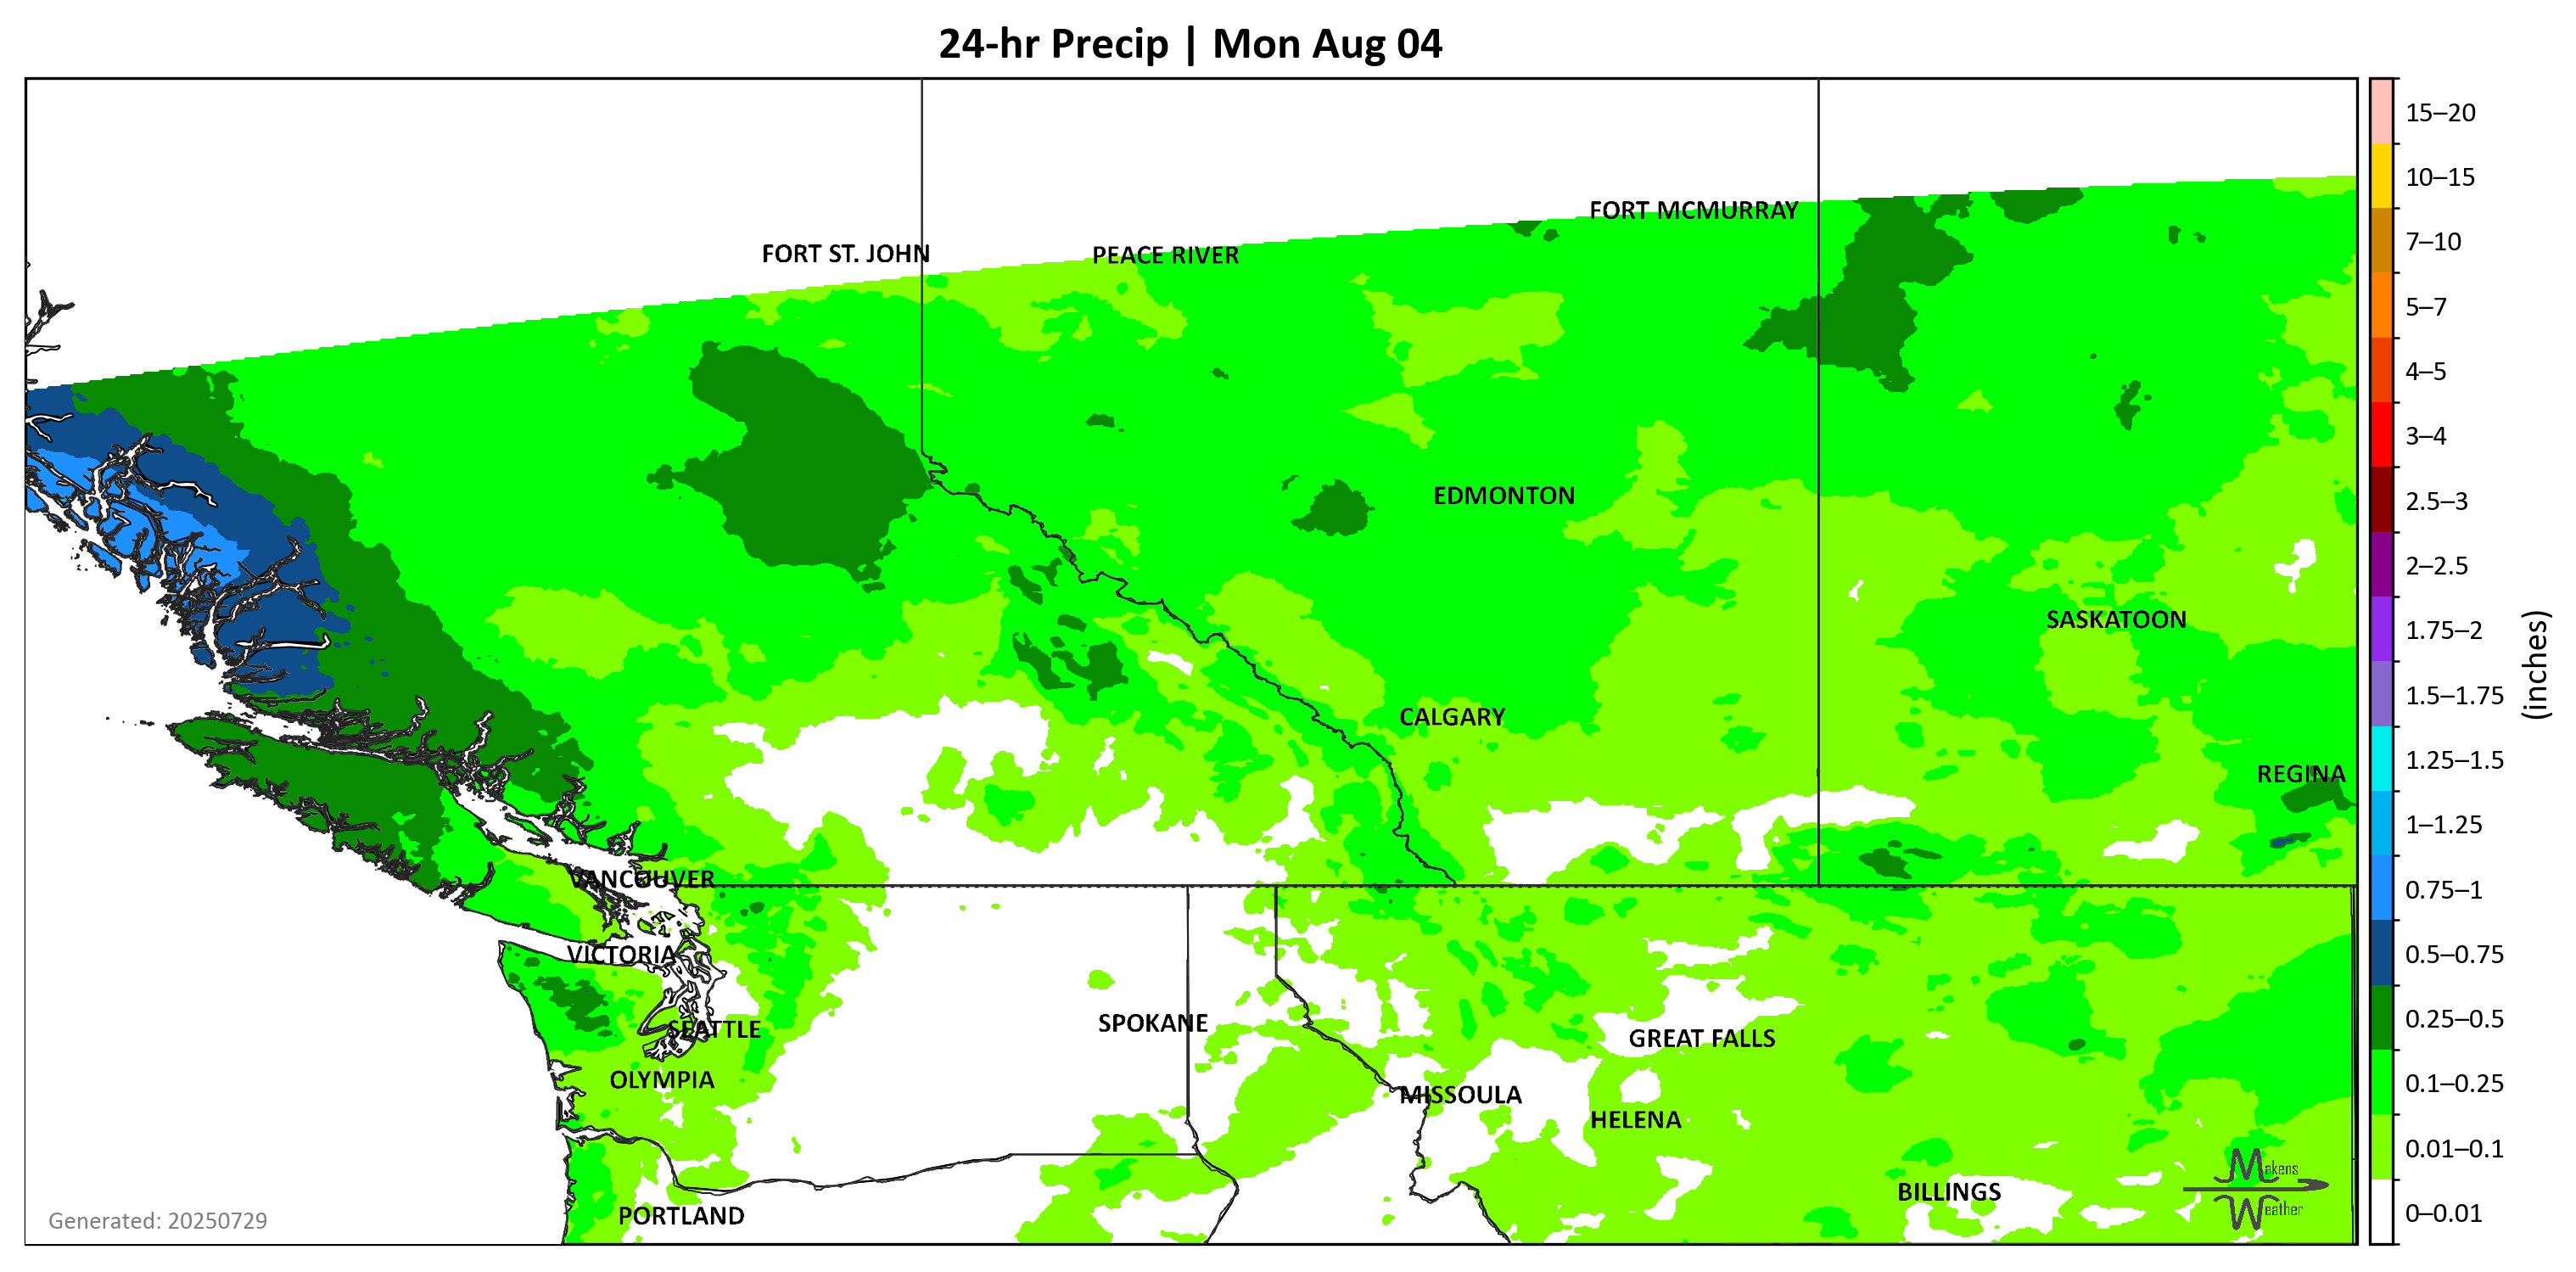 24-hr Precip | Mon Aug 04
15–20
10–15
7–10
5–7
4–5
3–4
2.5–3
2–2.5
1.75–2
1.5–1.75
1.25–1.5
1–1.25
0.75–1
0.5–0.75
0.25–0.5
0.1–0.25
0.01–0.1
0–0.01
(inches)
FORT MCMURRAY
FORT ST. JOHN
PEACE RIVER
EDMONTON
SASKATOON
CALGARY
REGINA
VANCOUVER
VICTORIA
SPOKANE
SEATTLE
GREAT FALLS
OLYMPIA
MISSOULA
HELENA
BILLINGS
PORTLAND
Makens
Weather
Generated: 20250729